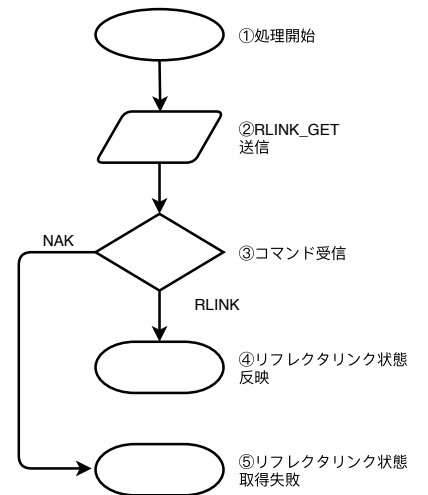 ①処理開始
②RLINK_GET
送信
NAK
③コマンド受信
RLINK
④リフレクタリンク状態
反映
⑤リフレクタリンク状態
取得失敗